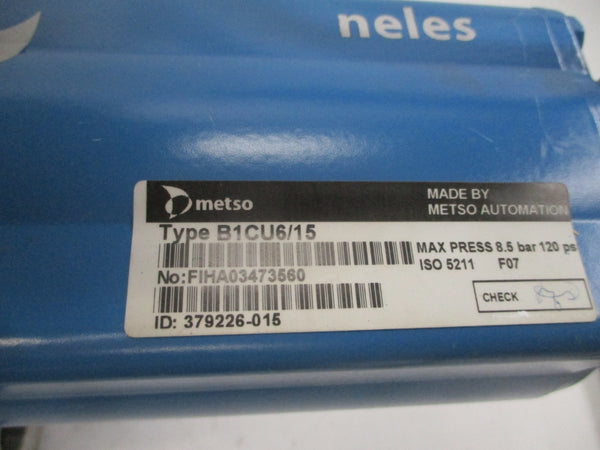 neles
metso
MADE BY
METSO AUTOMATION
Type B1CU6/15
MAX PRESS 8.5 bar 120 ps
ISO 5211 F07
No:FIHA03473560
CHECK
ID: 379226-015